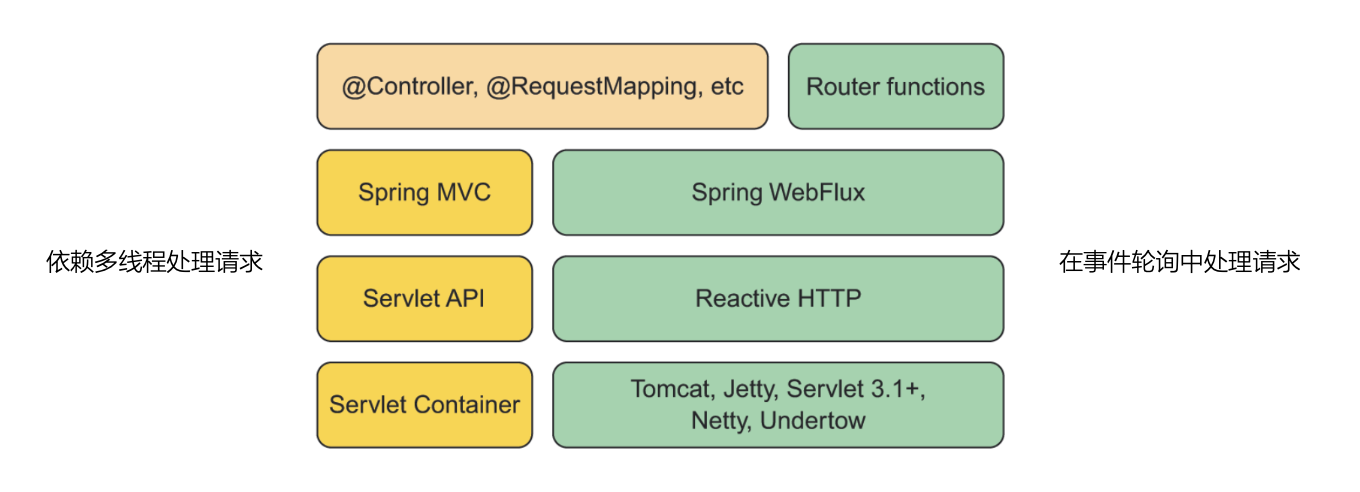 @Controller, @RequestMapping, etc
Router functions
Spring MVC
Spring WebFlux
依赖多线程处理请求
在事件轮询中处理请求
Servlet API
Reactive HTTP
Servlet Container
Tomcat, Jetty, Servlet 3.1+,
Netty, Undertow